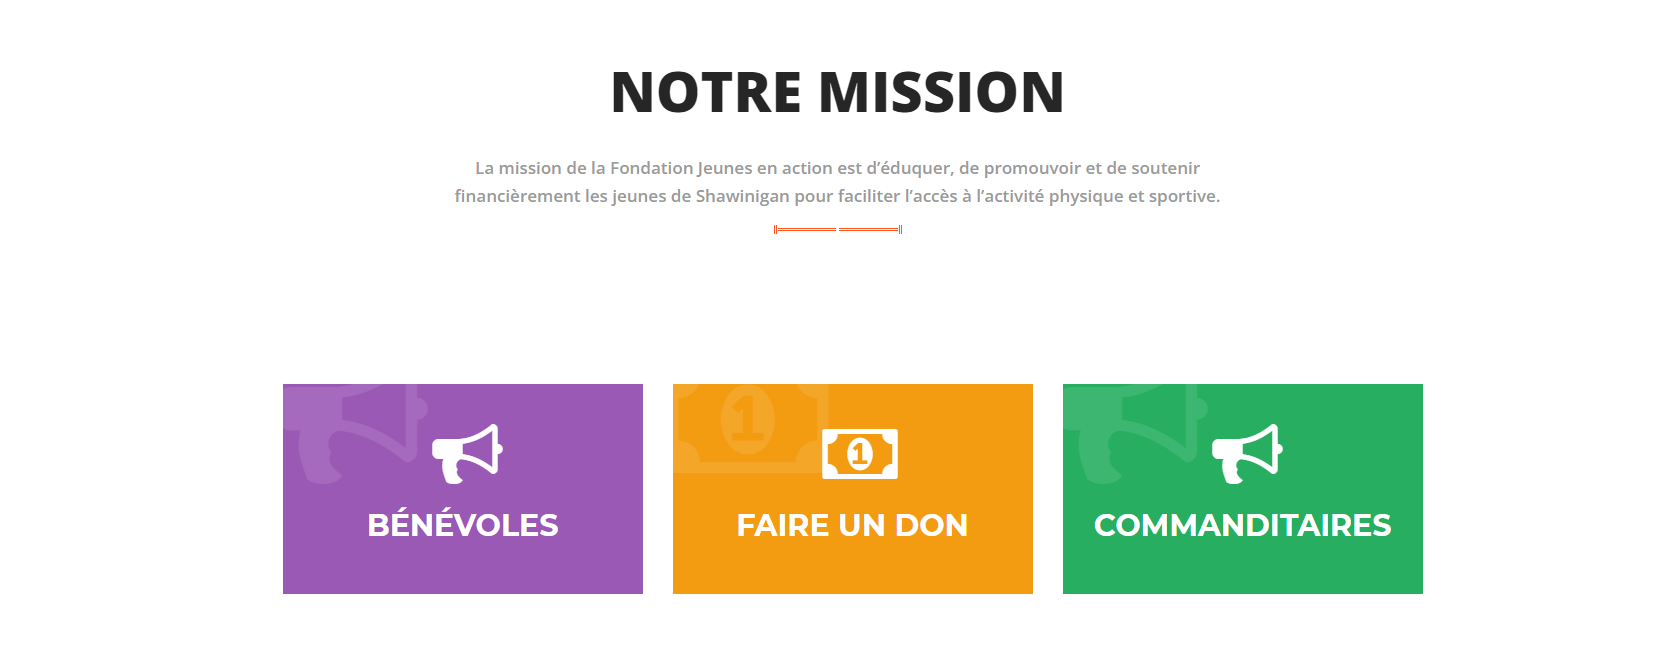 NOTRE MISSION
La mission de la Fondation Jeunes en action est d’éduquer, de promouvoir et de soutenir
financièrement les jeunes de Shawinigan pour faciliter l’accès à l’activité physique et sportive.
1
1
BÉNÉVOLES
FAIRE UN DON
COMMANDITAIRES